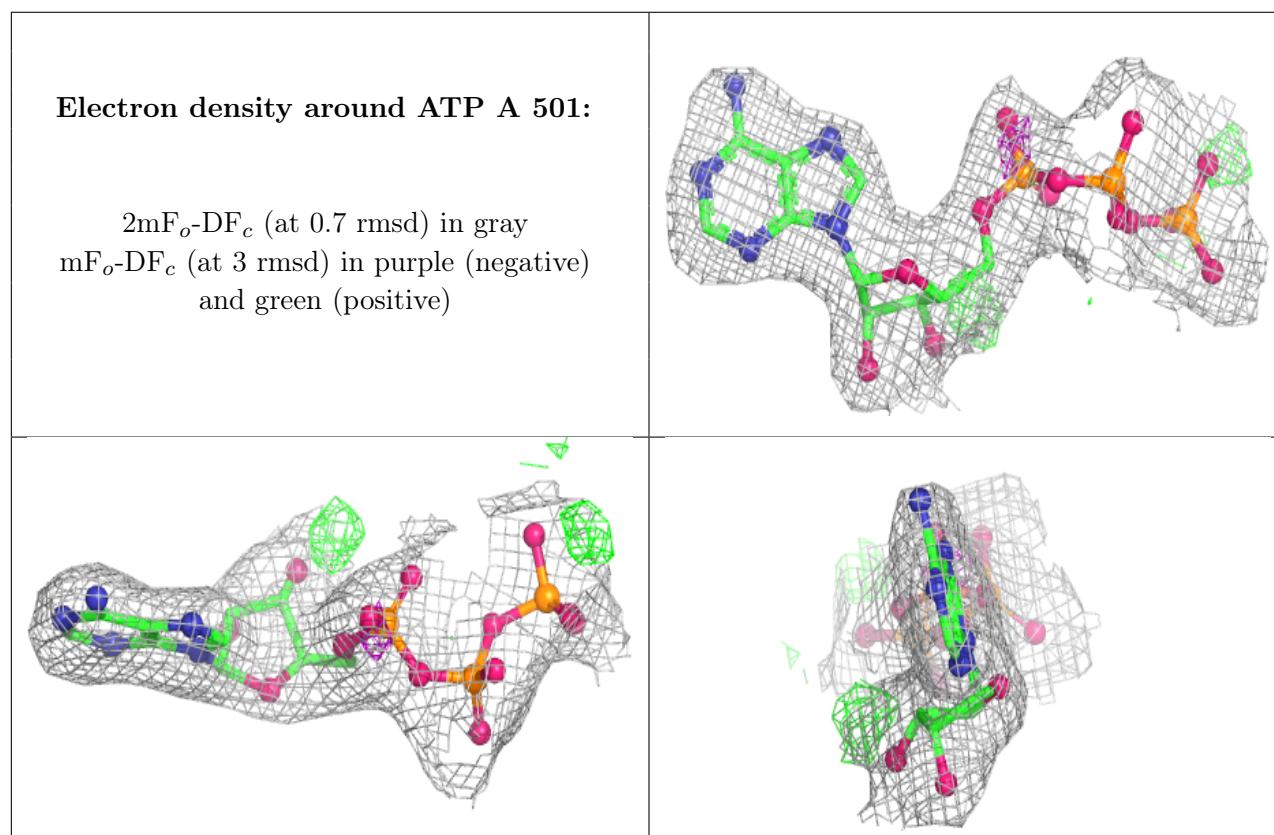 Electron density around ATP A 501:
2mFₒ-DF𝒸 (at 0.7 rmsd) in gray
mFₒ-DF𝒸 (at 3 rmsd) in purple (negative)
and green (positive)